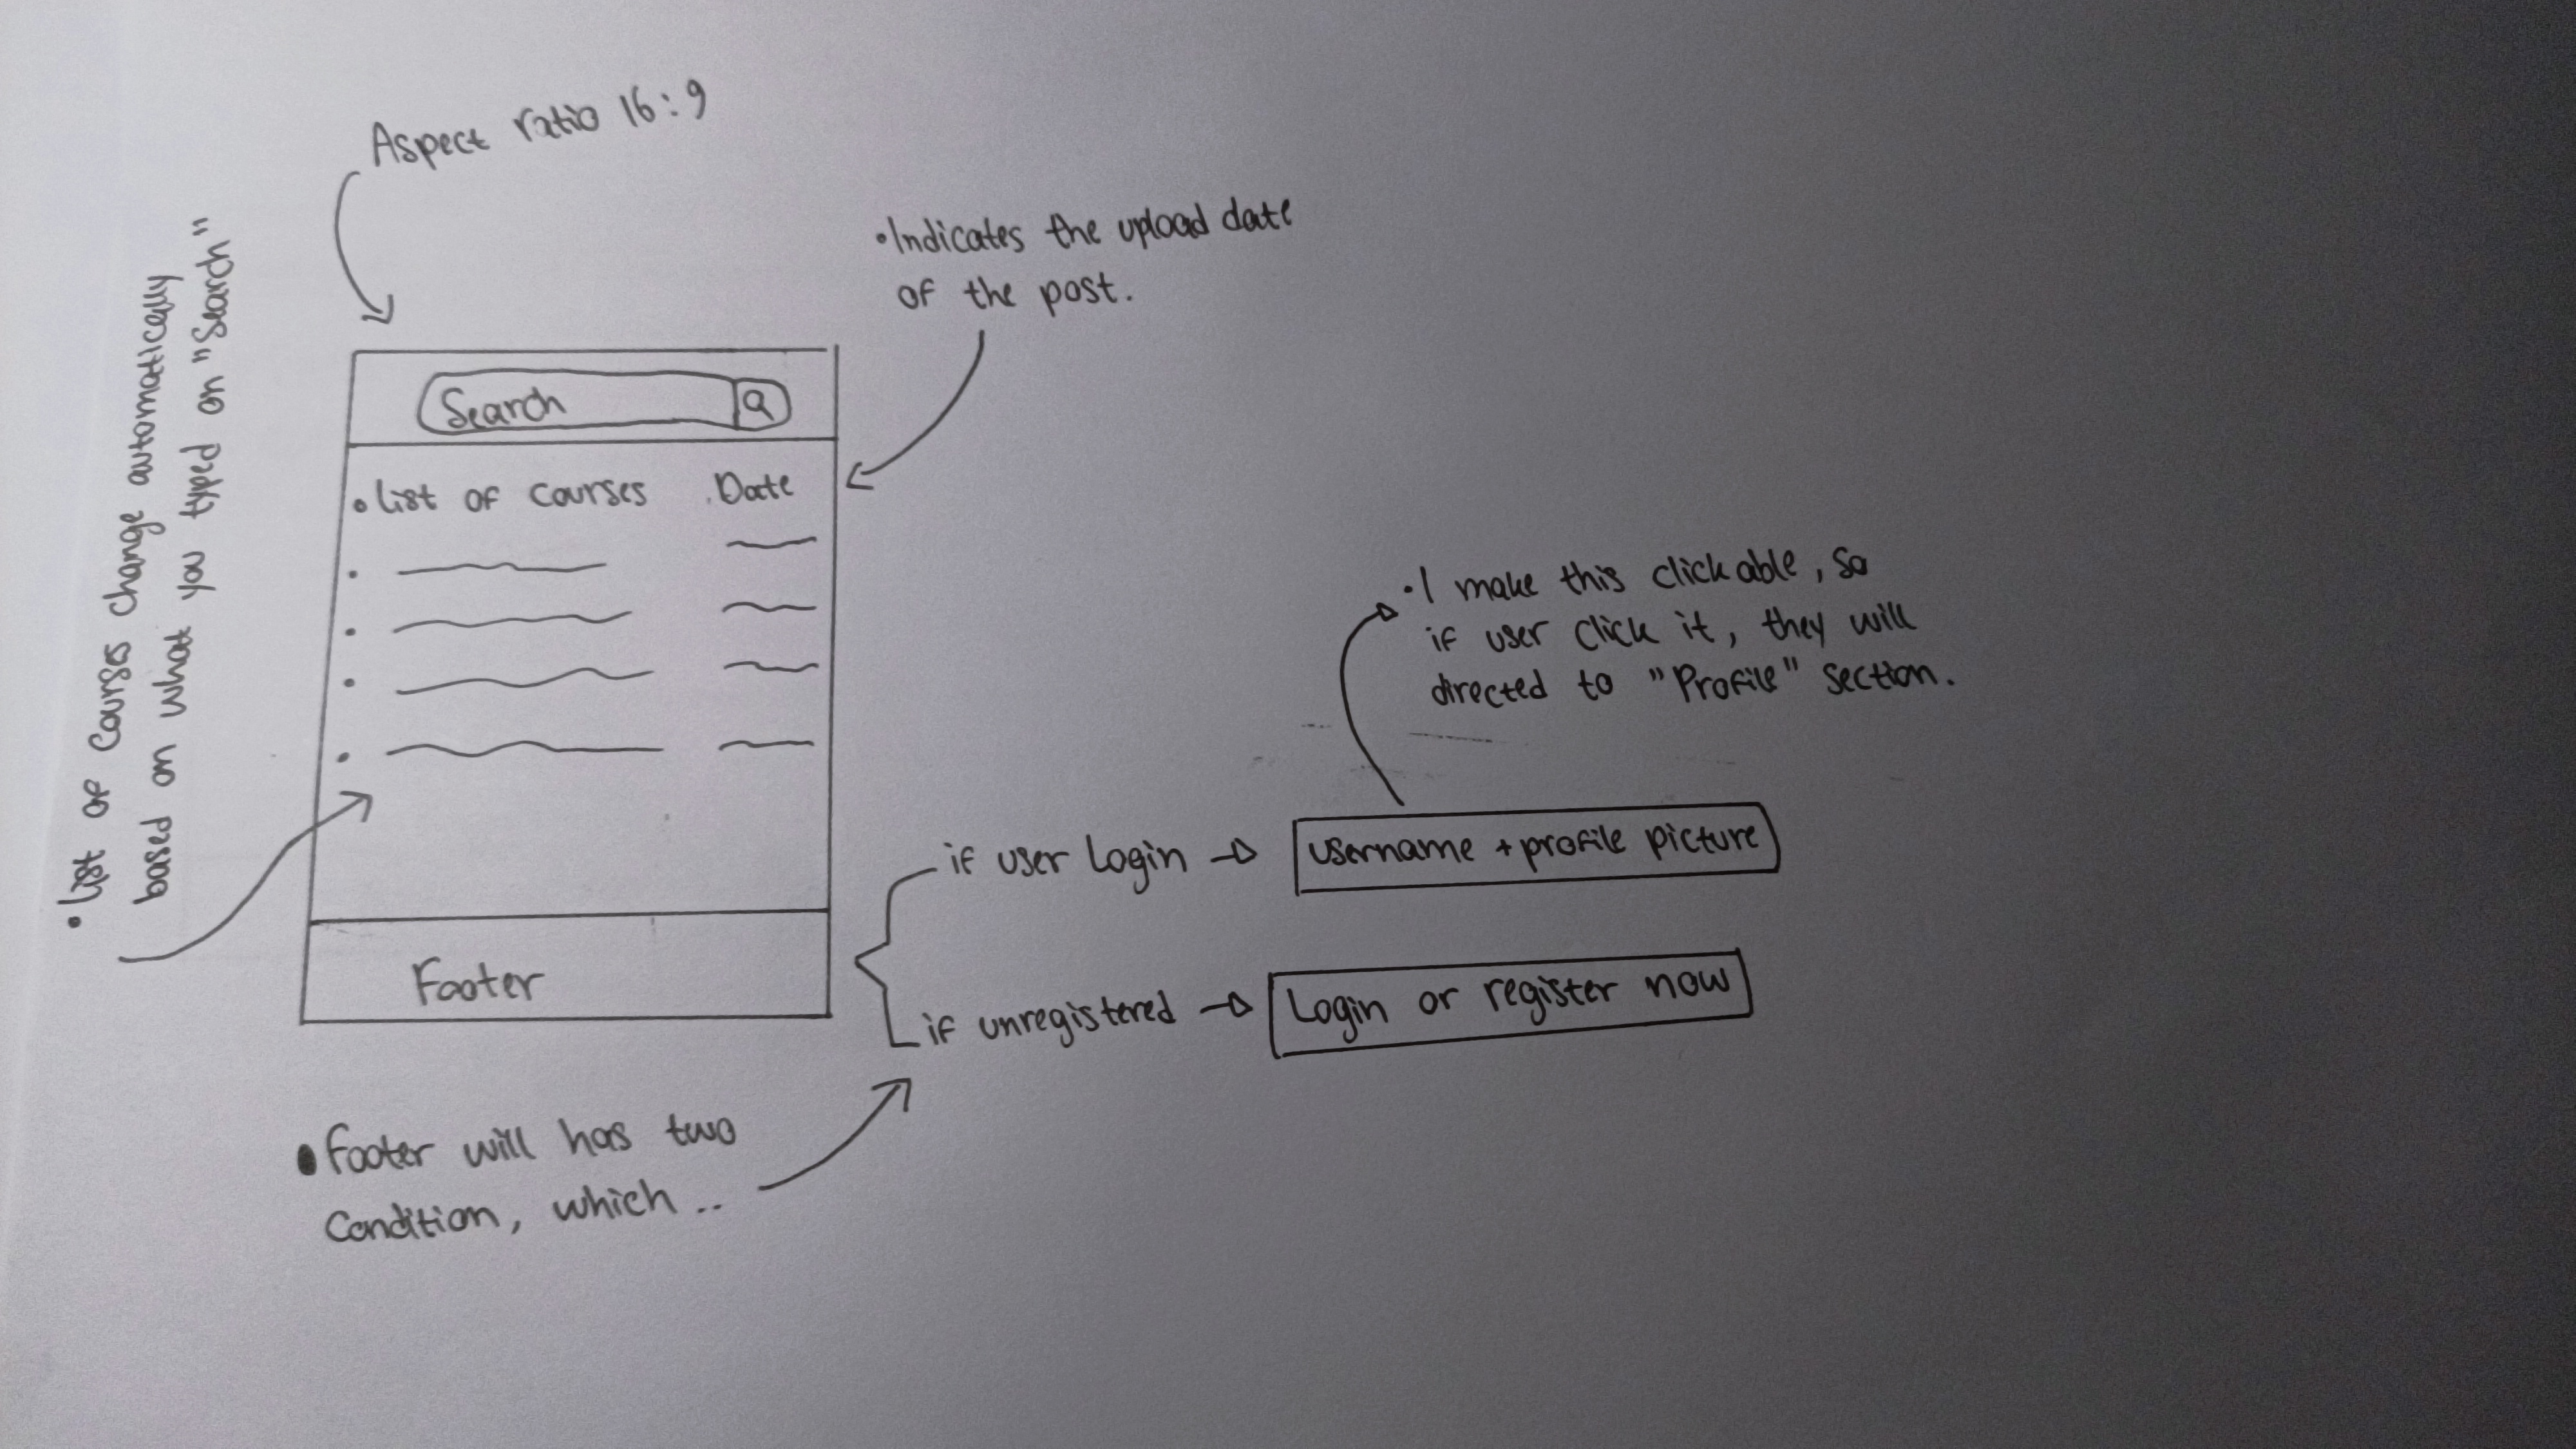 Aspect ratio 16:9
• Indicates the upload date
of the post.
• List of Courses change automatically
based on what you typed on "Search"
Search
• List of courses
Date
• I make this clickable, so
if user click it, they will
directed to "Profile" section.
if user Login →
username + profile picture
if unregistered →
Login or register now
Footer
• Footer will has two
Condition, which ..